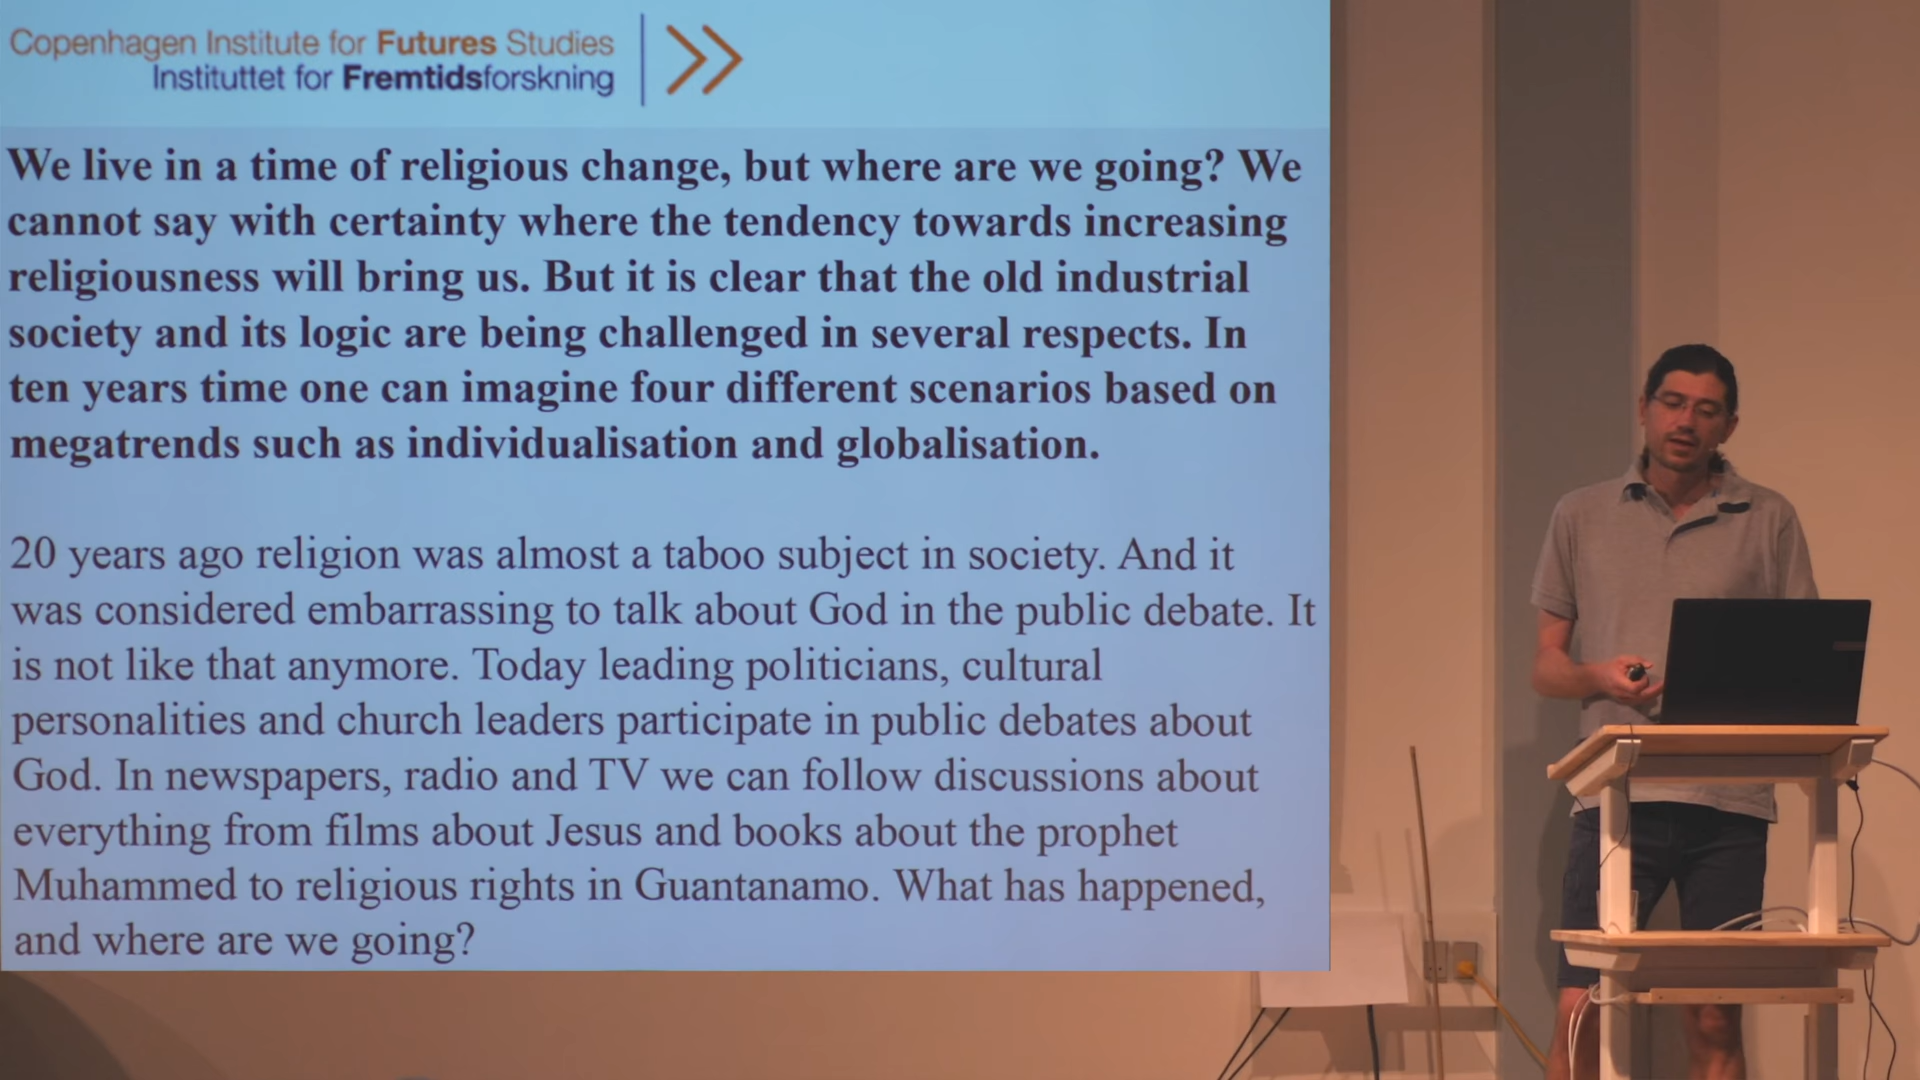 Copenhagen Institute for Futures Studies
Instituttet for Fremtidsforskning
We live in a time of religious change, but where are we going? We
cannot say with certainty where the tendency towards increasing
religiousness will bring us. But it is clear that the old industrial
society and its logic are being challenged in several respects. In
ten years time one can imagine four different scenarios based on
megatrends such as individualisation and globalisation.
20 years ago religion was almost a taboo subject in society. And it
was considered embarrassing to talk about God in the public debate. It
is not like that anymore. Today leading politicians, cultural
personalities and church leaders participate in public debates about
God. In newspapers, radio and TV we can follow discussions about
everything from films about Jesus and books about the prophet
Muhammed to religious rights in Guantanamo. What has happened,
and where are we going?